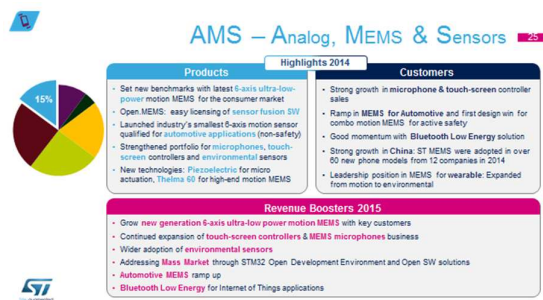 AMS – Analog, MEMS & Sensors
25
Highlights 2014
15%
Products
• Set new benchmarks with latest 6-axis ultra-low-
power motion MEMS for the consumer market
• Open.MEMS: easy licensing of sensor fusion SW
• Launched industry's smallest 6-axis motion sensor
qualified for automotive applications (non-safety)
• Strengthened portfolio for microphones, touch-
screen controllers and environmental sensors
• New technologies: Piezoelectric for micro
actuation, Thelma 60 for high-end motion MEMS
Customers
• Strong growth in microphone & touch-screen controller
sales
• Ramp in MEMS for Automotive and first design win for
combo motion MEMS for active safety
• Good momentum with Bluetooth Low Energy solution
• Strong growth in China: ST MEMS were adopted in over
60 new phone models from 12 companies in 2014
• Leadership position in MEMS for wearable: Expanded
from motion to environmental
Revenue Boosters 2015
• Grow new generation 6-axis ultra-low power motion MEMS with key customers
• Continued expansion of touch-screen controllers & MEMS microphones business
• Wider adoption of environmental sensors
• Addressing Mass Market through STM32 Open Development Environment and Open SW solutions
• Automotive MEMS ramp up
• Bluetooth Low Energy for Internet of Things applications
ST